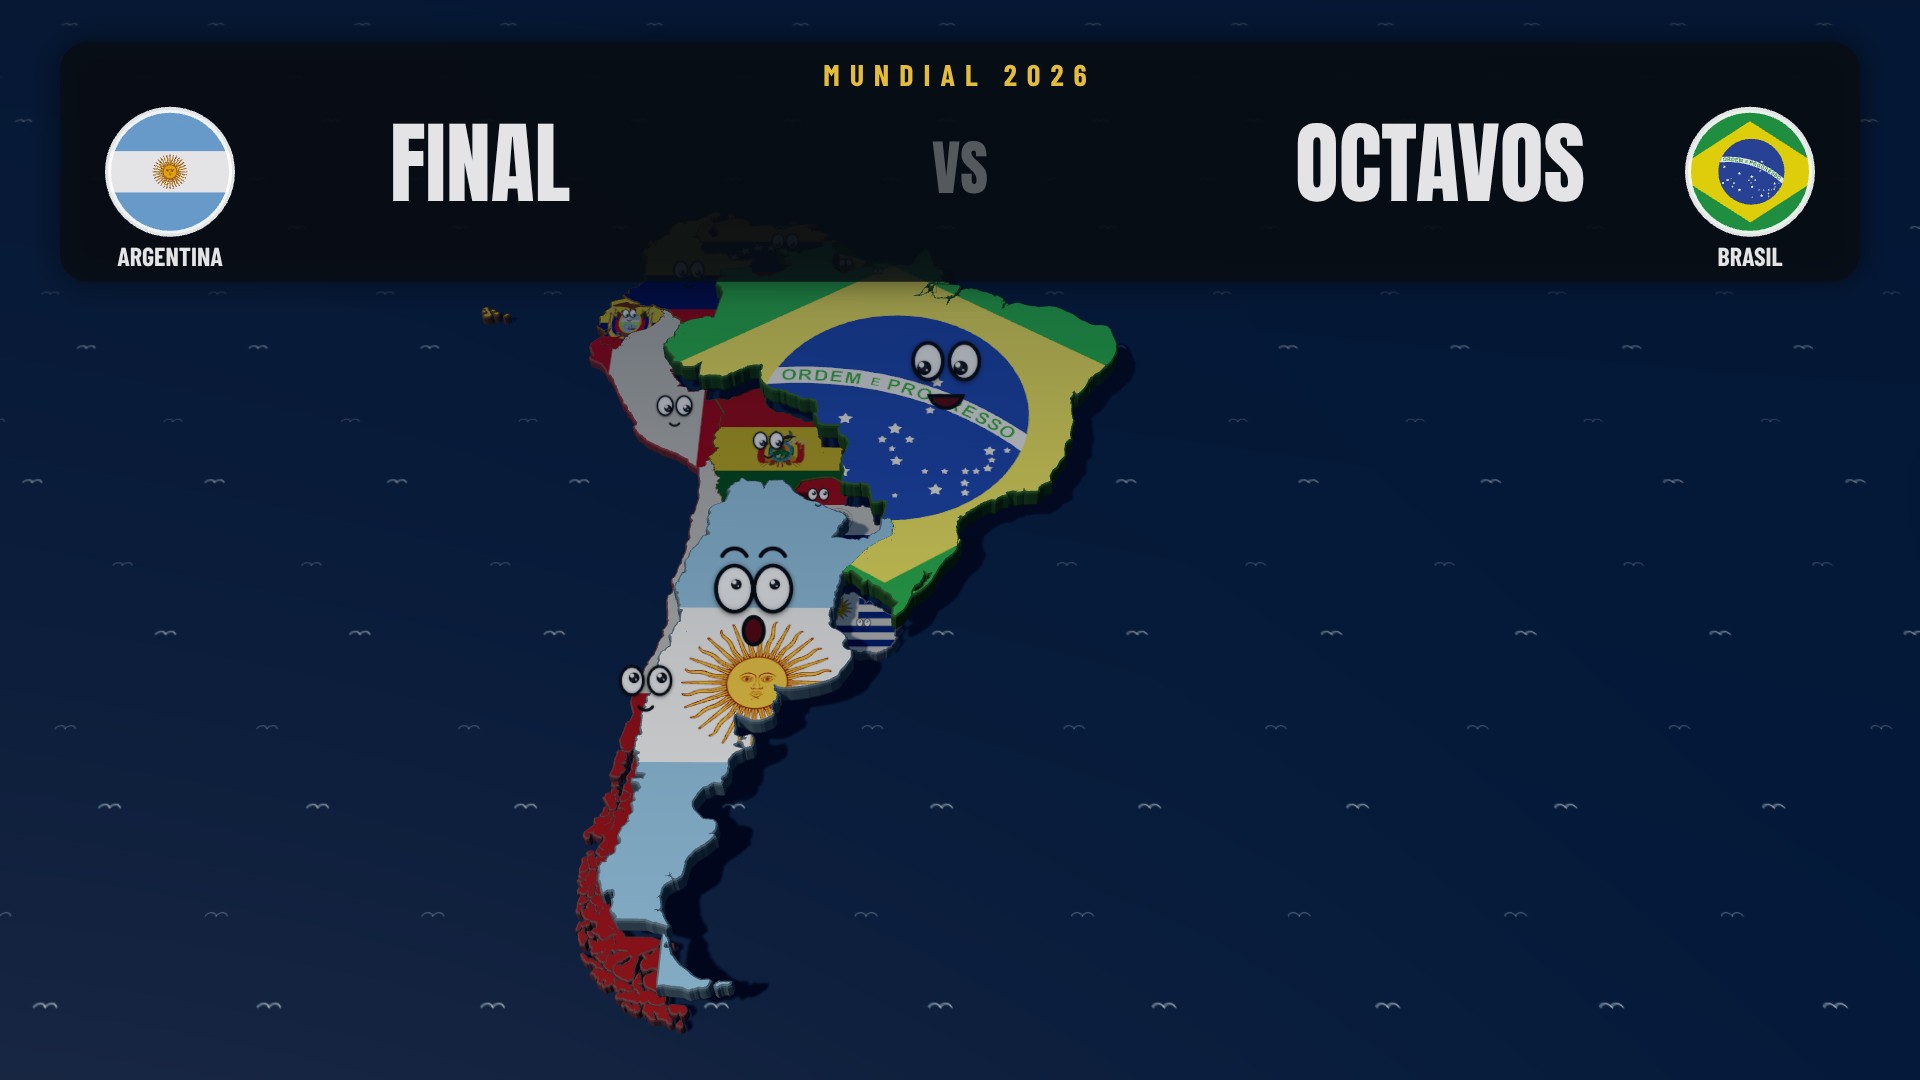 MUNDIAL 2026
FINAL
VS
OCTAVOS
ARGENTINA
BRASIL
ORDEM E PROGRESSO